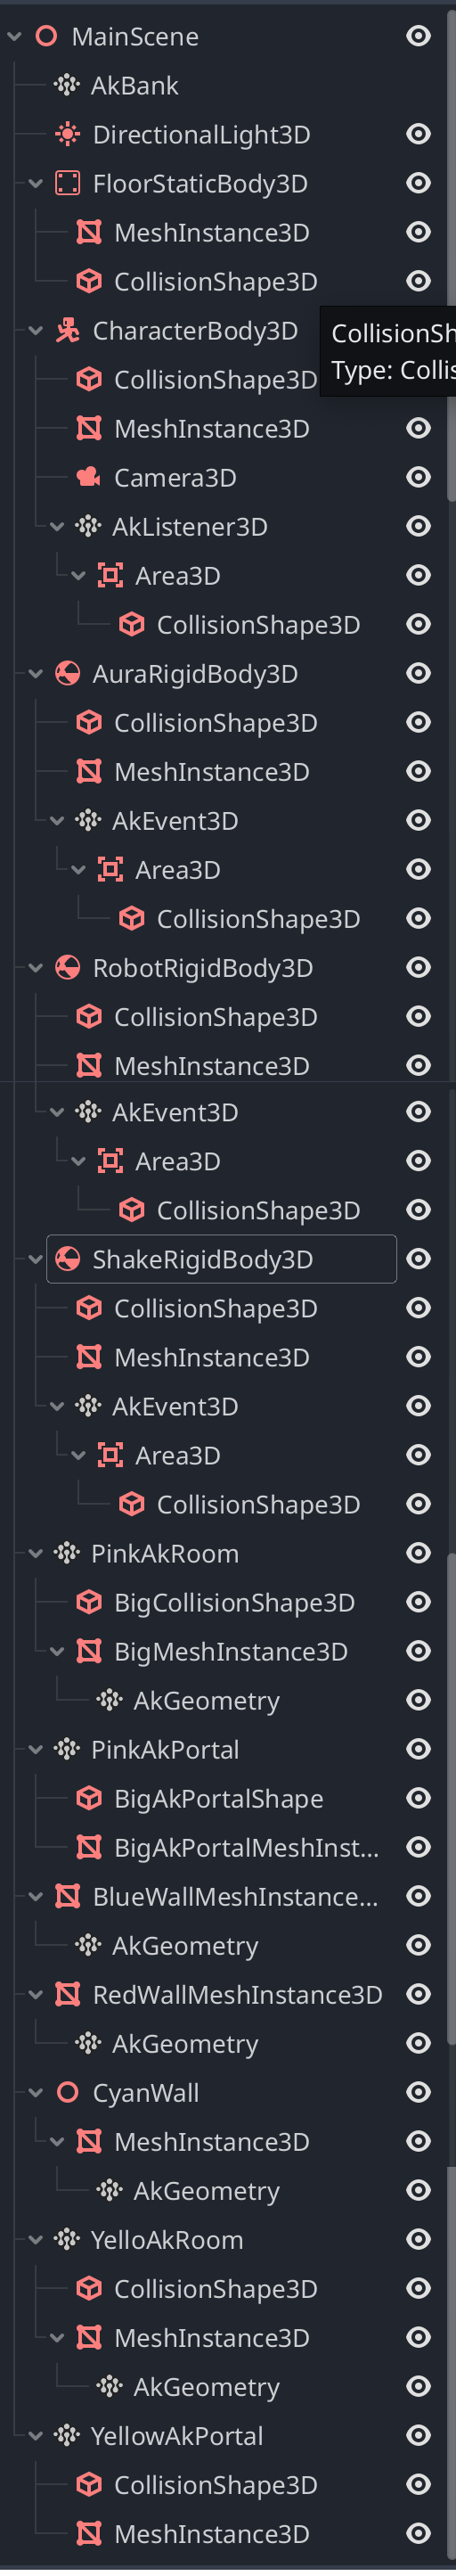 MainScene
AkBank
DirectionalLight3D
FloorStaticBody3D
MeshInstance3D
CollisionShape3D
CharacterBody3D
CollisionSh
CollisionShape3D
Type: Collis
MeshInstance3D
Camera3D
AkListener3D
Area3D
CollisionShape3D
AuraRigidBody3D
CollisionShape3D
MeshInstance3D
AkEvent3D
Area3D
CollisionShape3D
RobotRigidBody3D
CollisionShape3D
MeshInstance3D
AkEvent3D
Area3D
CollisionShape3D
ShakeRigidBody3D
CollisionShape3D
MeshInstance3D
AkEvent3D
Area3D
CollisionShape3D
PinkAkRoom
BigCollisionShape3D
BigMeshInstance3D
AkGeometry
PinkAkPortal
BigAkPortalShape
BigAkPortalMeshInst...
BlueWallMeshInstance...
AkGeometry
RedWallMeshInstance3D
AkGeometry
CyanWall
MeshInstance3D
AkGeometry
YelloAkRoom
CollisionShape3D
MeshInstance3D
AkGeometry
YellowAkPortal
CollisionShape3D
MeshInstance3D